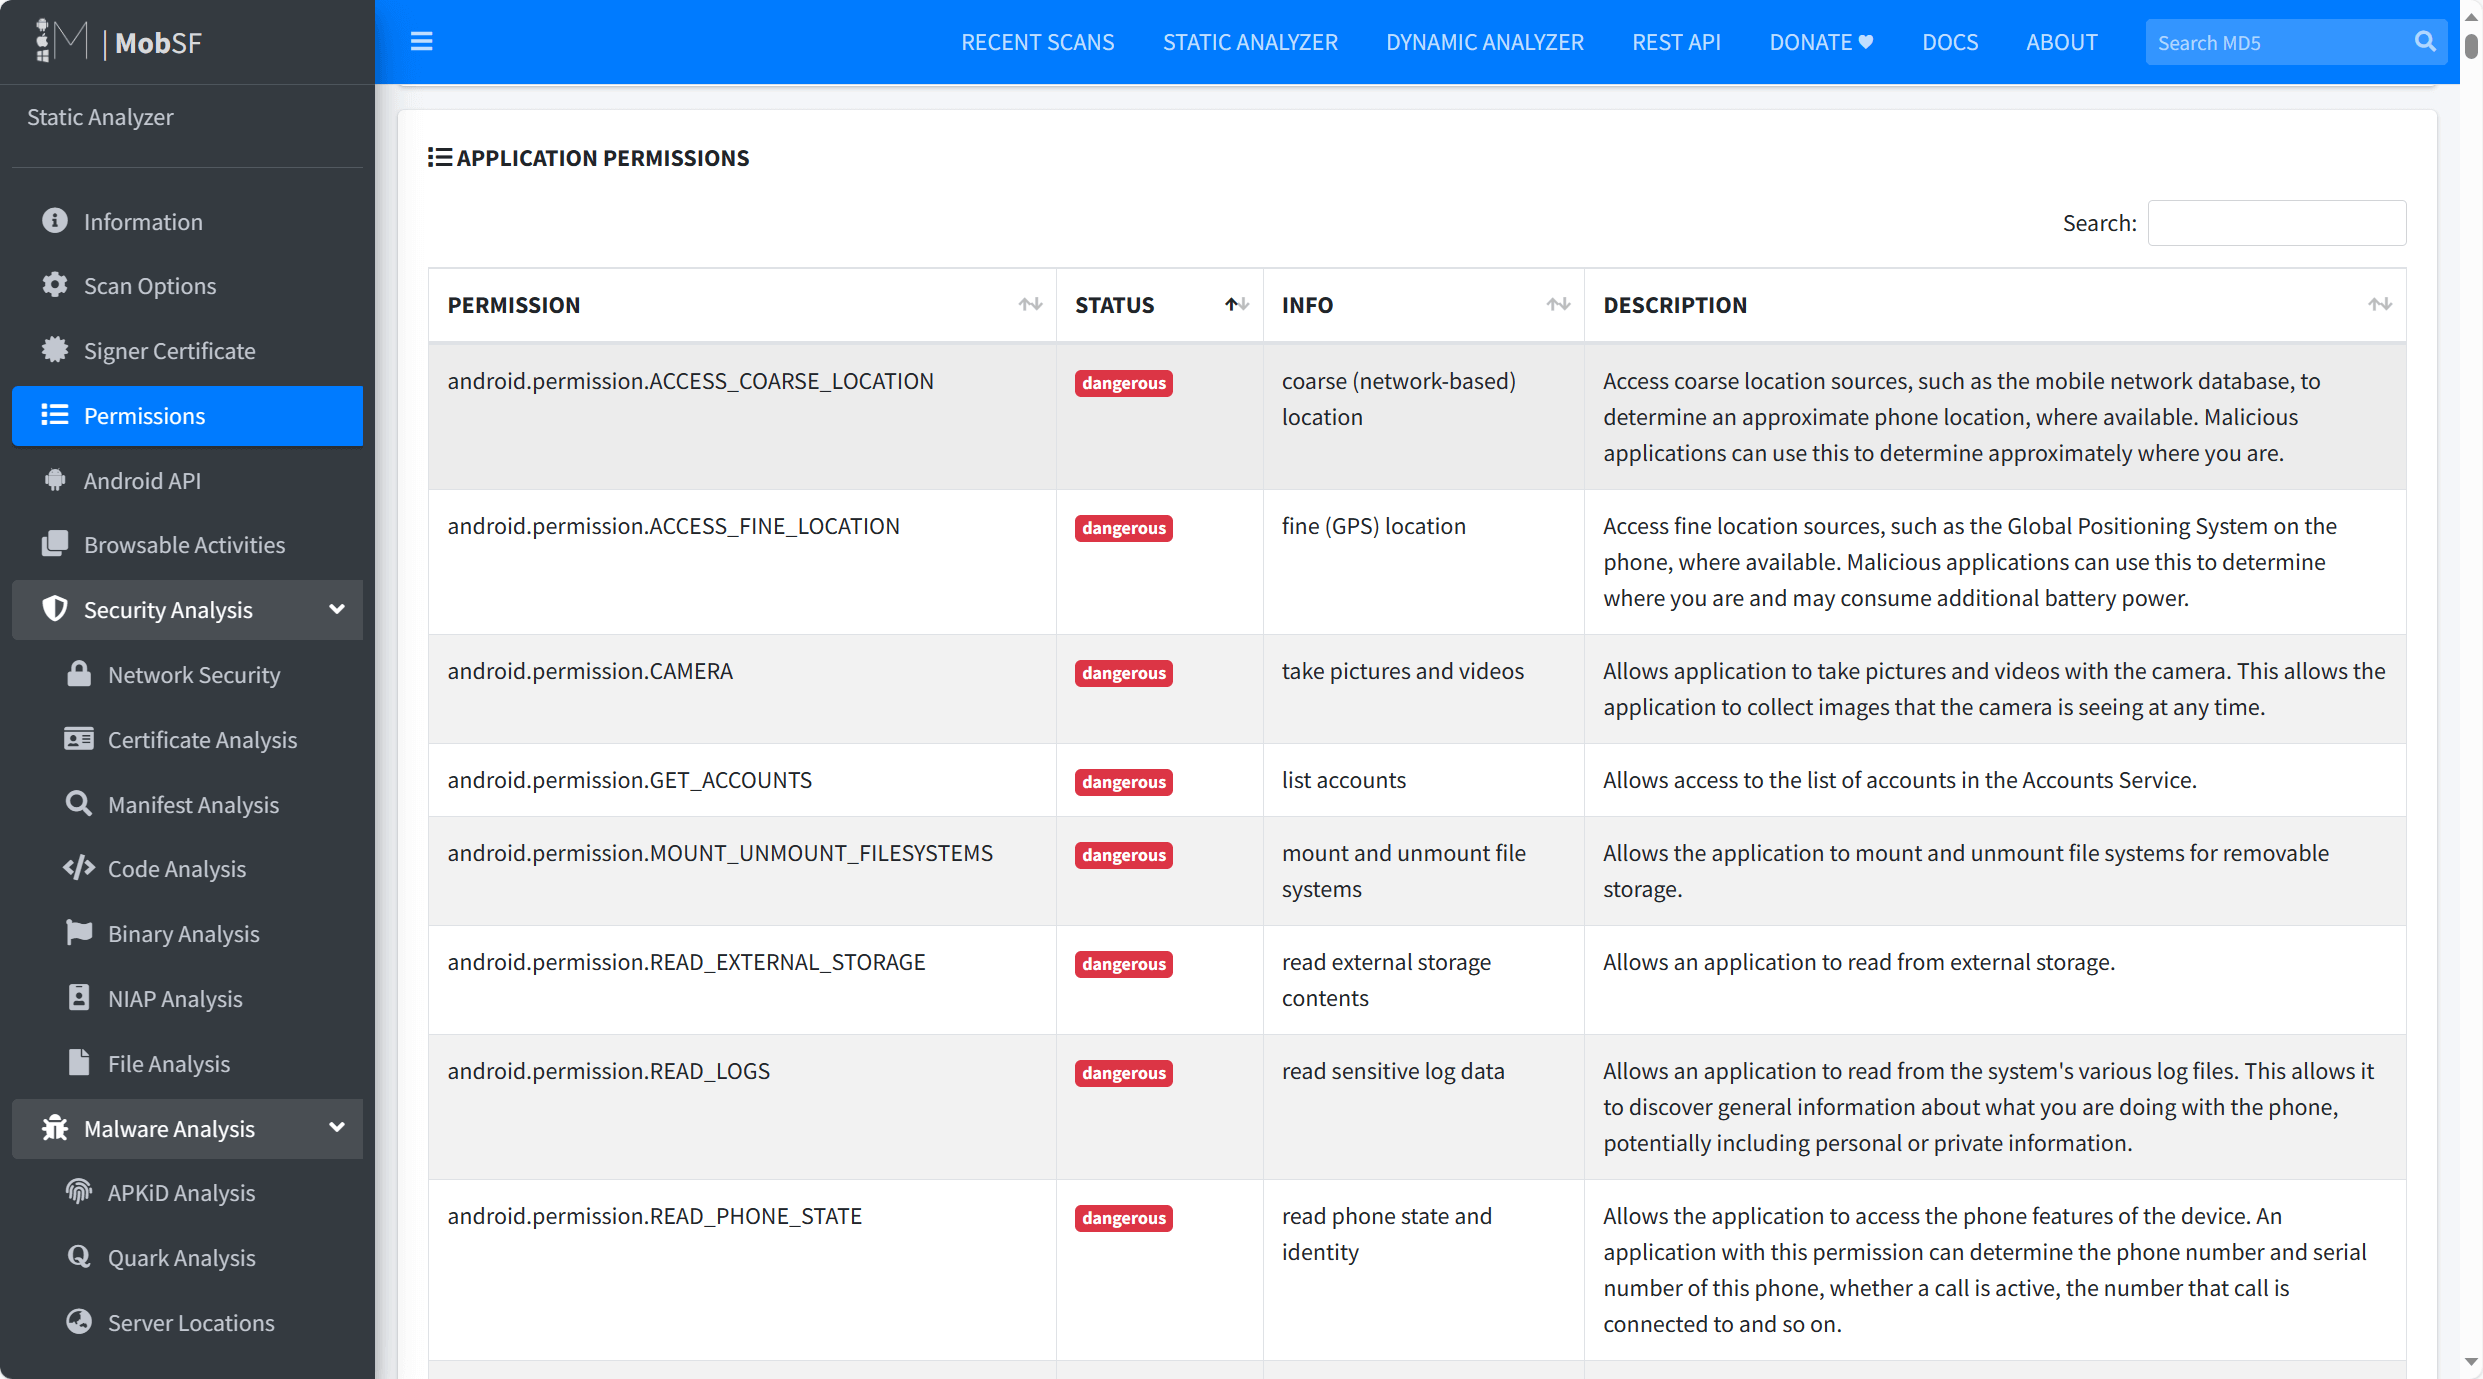 M | MobSF
RECENT SCANS STATIC ANALYZER DYNAMIC ANALYZER REST API DONATE DOCS ABOUT Search MD5
Static Analyzer
Information
Scan Options
Signer Certificate
Permissions
Android API
Browsable Activities
Security Analysis
Network Security
Certificate Analysis
Manifest Analysis
Code Analysis
Binary Analysis
NIAP Analysis
File Analysis
Malware Analysis
APKiD Analysis
Quark Analysis
Server Locations
APPLICATION PERMISSIONS
Search:
PERMISSION STATUS INFO DESCRIPTION
android.permission.ACCESS_COARSE_LOCATION dangerous coarse (network-based) Access coarse location sources, such as the mobile network database, to
location determine an approximate phone location, where available. Malicious
applications can use this to determine approximately where you are.
android.permission.ACCESS_FINE_LOCATION dangerous fine (GPS) location Access fine location sources, such as the Global Positioning System on the
phone, where available. Malicious applications can use this to determine
where you are and may consume additional battery power.
android.permission.CAMERA dangerous take pictures and videos Allows application to take pictures and videos with the camera. This allows the
application to collect images that the camera is seeing at any time.
android.permission.GET_ACCOUNTS dangerous list accounts Allows access to the list of accounts in the Accounts Service.
android.permission.MOUNT_UNMOUNT_FILESYSTEMS dangerous mount and unmount file Allows the application to mount and unmount file systems for removable
systems storage.
android.permission.READ_EXTERNAL_STORAGE dangerous read external storage Allows an application to read from external storage.
contents
android.permission.READ_LOGS dangerous read sensitive log data Allows an application to read from the system's various log files. This allows it
to discover general information about what you are doing with the phone,
potentially including personal or private information.
android.permission.READ_PHONE_STATE dangerous read phone state and Allows the application to access the phone features of the device. An
identity application with this permission can determine the phone number and serial
number of this phone, whether a call is active, the number that call is
connected to and so on.